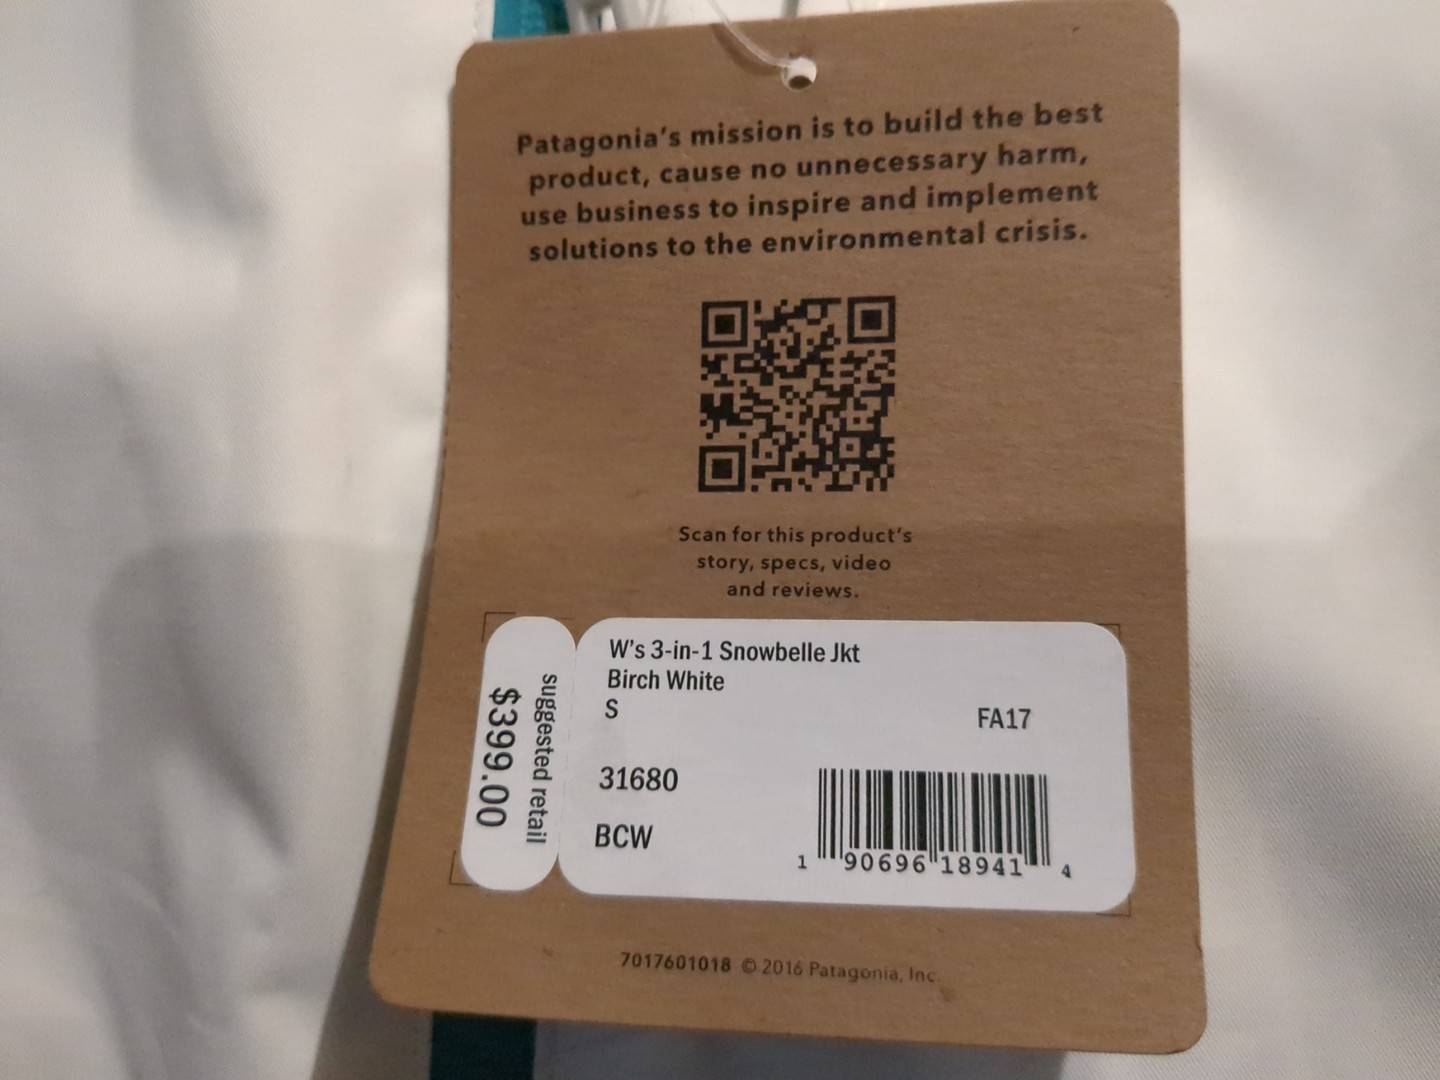 Patagonia's mission is to build the best
product, cause no unnecessary harm,
use business to inspire and implement
solutions to the environmental crisis.
Scan for this product's
story, specs, video
and reviews.
suggested retail
$399.00
W's 3-in-1 Snowbelle Jkt
Birch White
S
FA17
31680
BCW
1 90696 18941 4
7017601018 © 2016 Patagonia, Inc